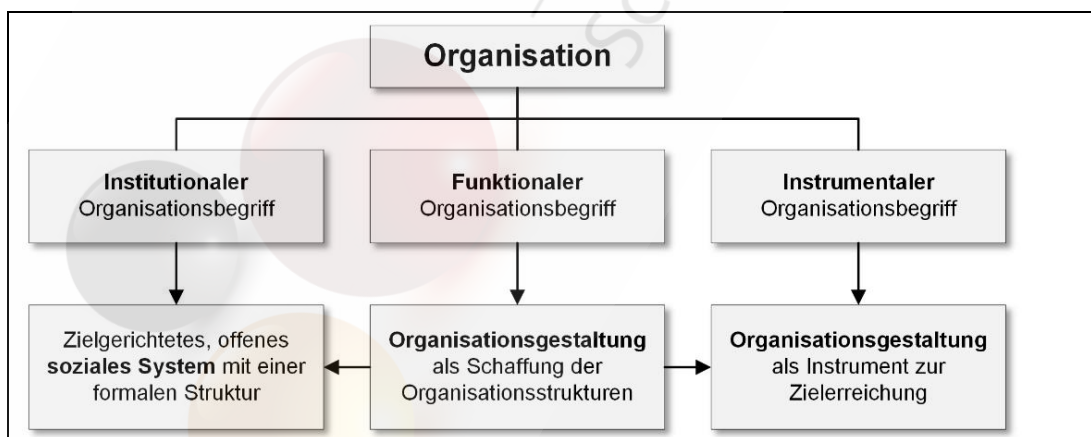 Organisation
Institutionaler
Organisationsbegriff
Funktionaler
Organisationsbegriff
Instrumentaler
Organisationsbegriff
Zielgerichtetes, offenes
soziales System mit einer
formalen Struktur
Organisationsgestaltung
als Schaffung der
Organisationsstrukturen
Organisationsgestaltung
als Instrument zur
Zielerreichung